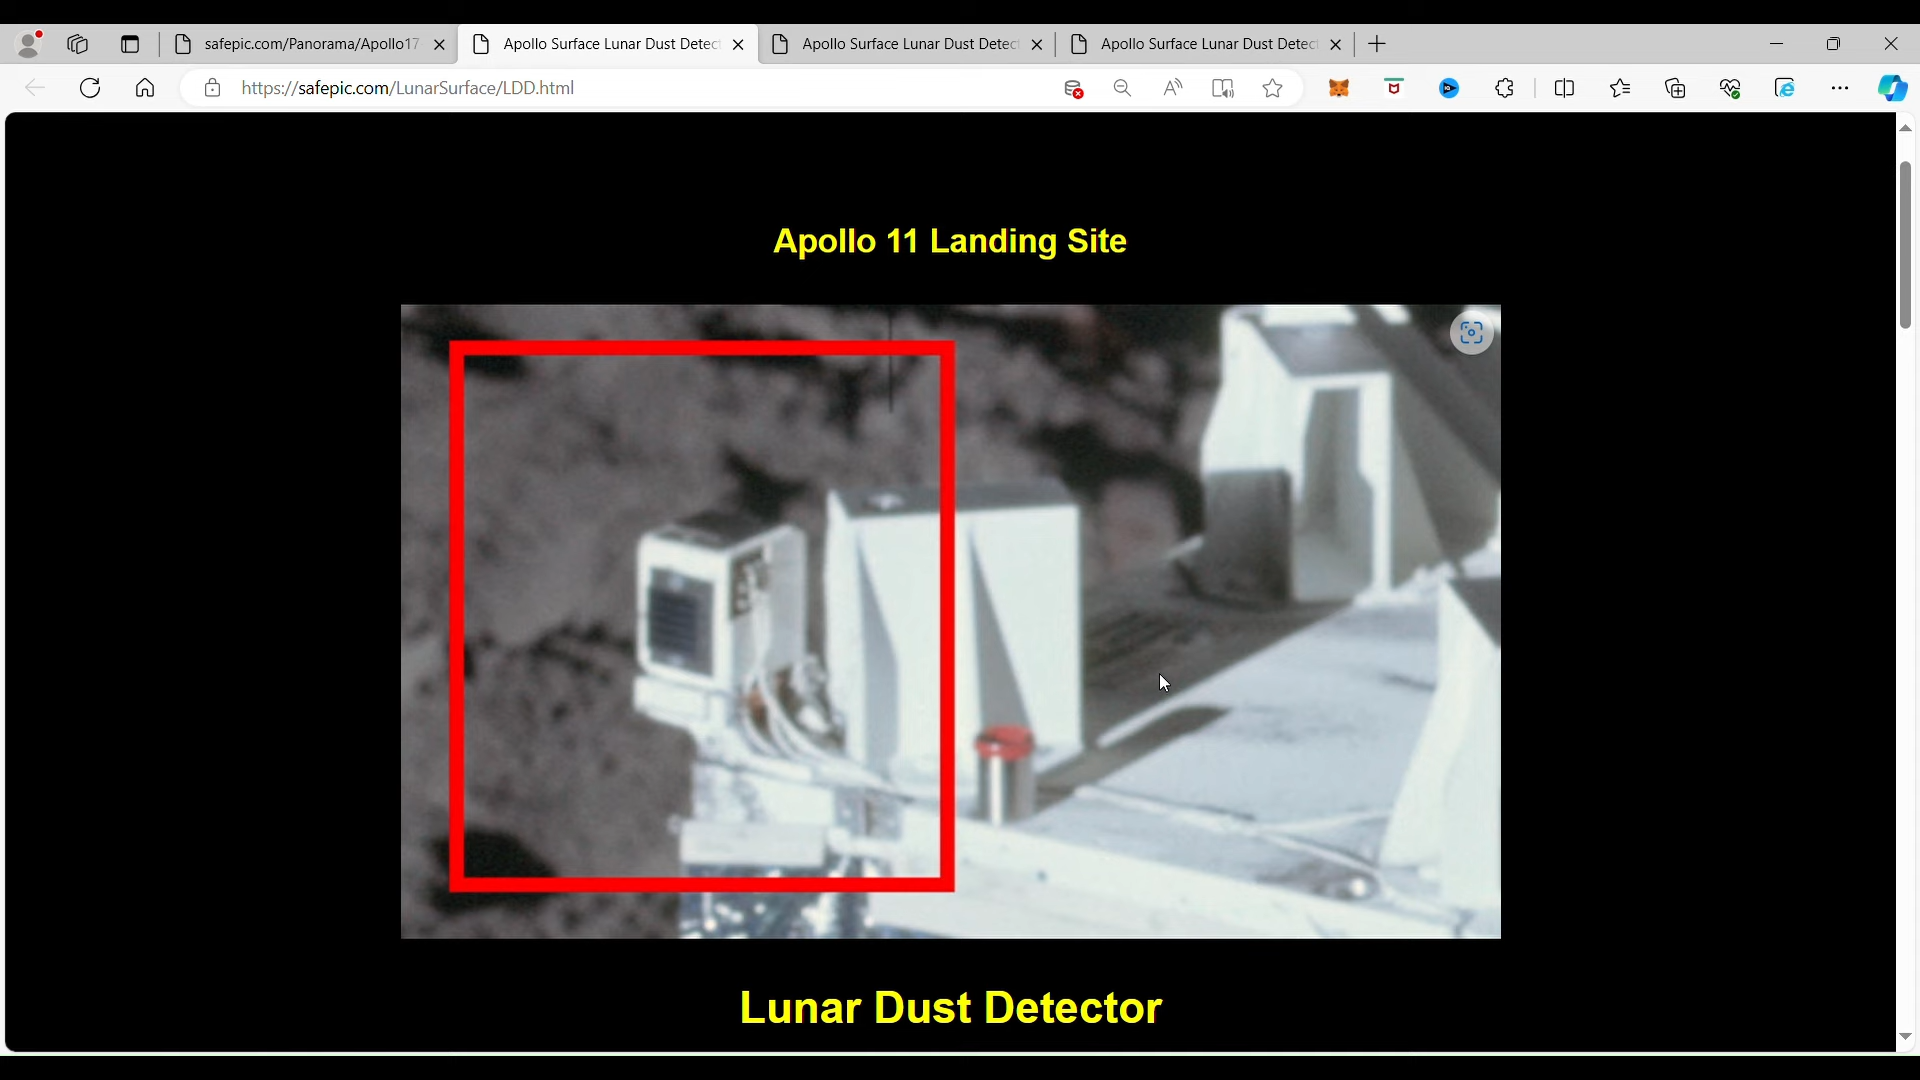 safepic.com/Panorama/Apollo17
Apollo Surface Lunar Dust Detec
Apollo Surface Lunar Dust Detec
Apollo Surface Lunar Dust Detec
https://safepic.com/LunarSurface/LDD.html
Apollo 11 Landing Site
Lunar Dust Detector